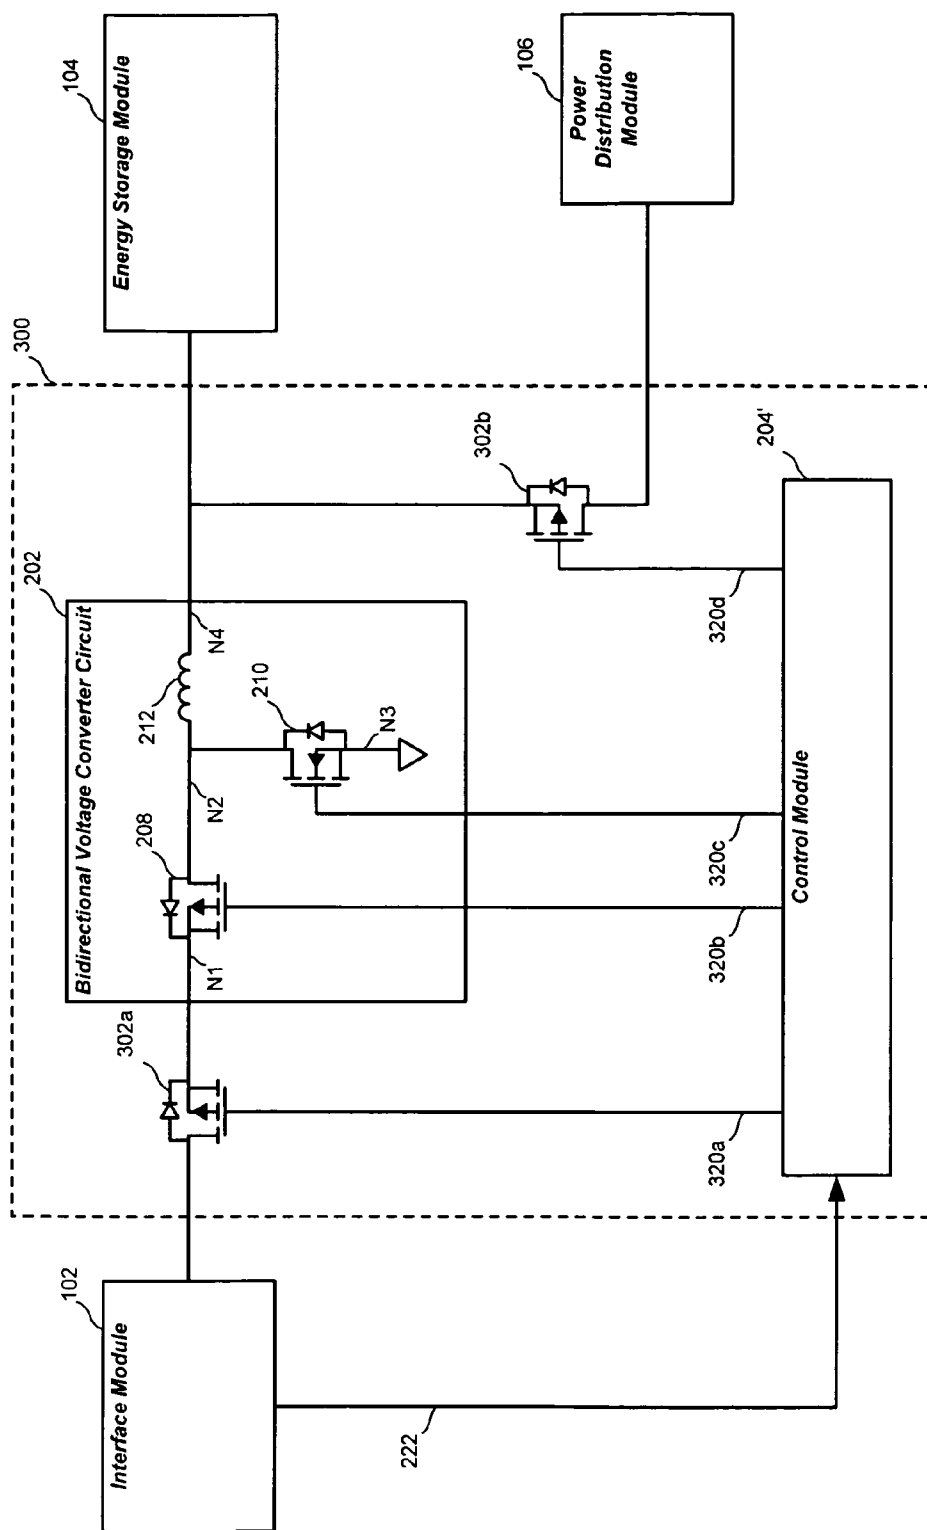 300
102
Interface Module
222
302a
202
Bidirectional Voltage Converter Circuit
N1
208
N2
212
N4
210
N3
104
Energy Storage Module
302b
106
Power
Distribution
Module
320a
320b
320c
320d
204'
Control Module